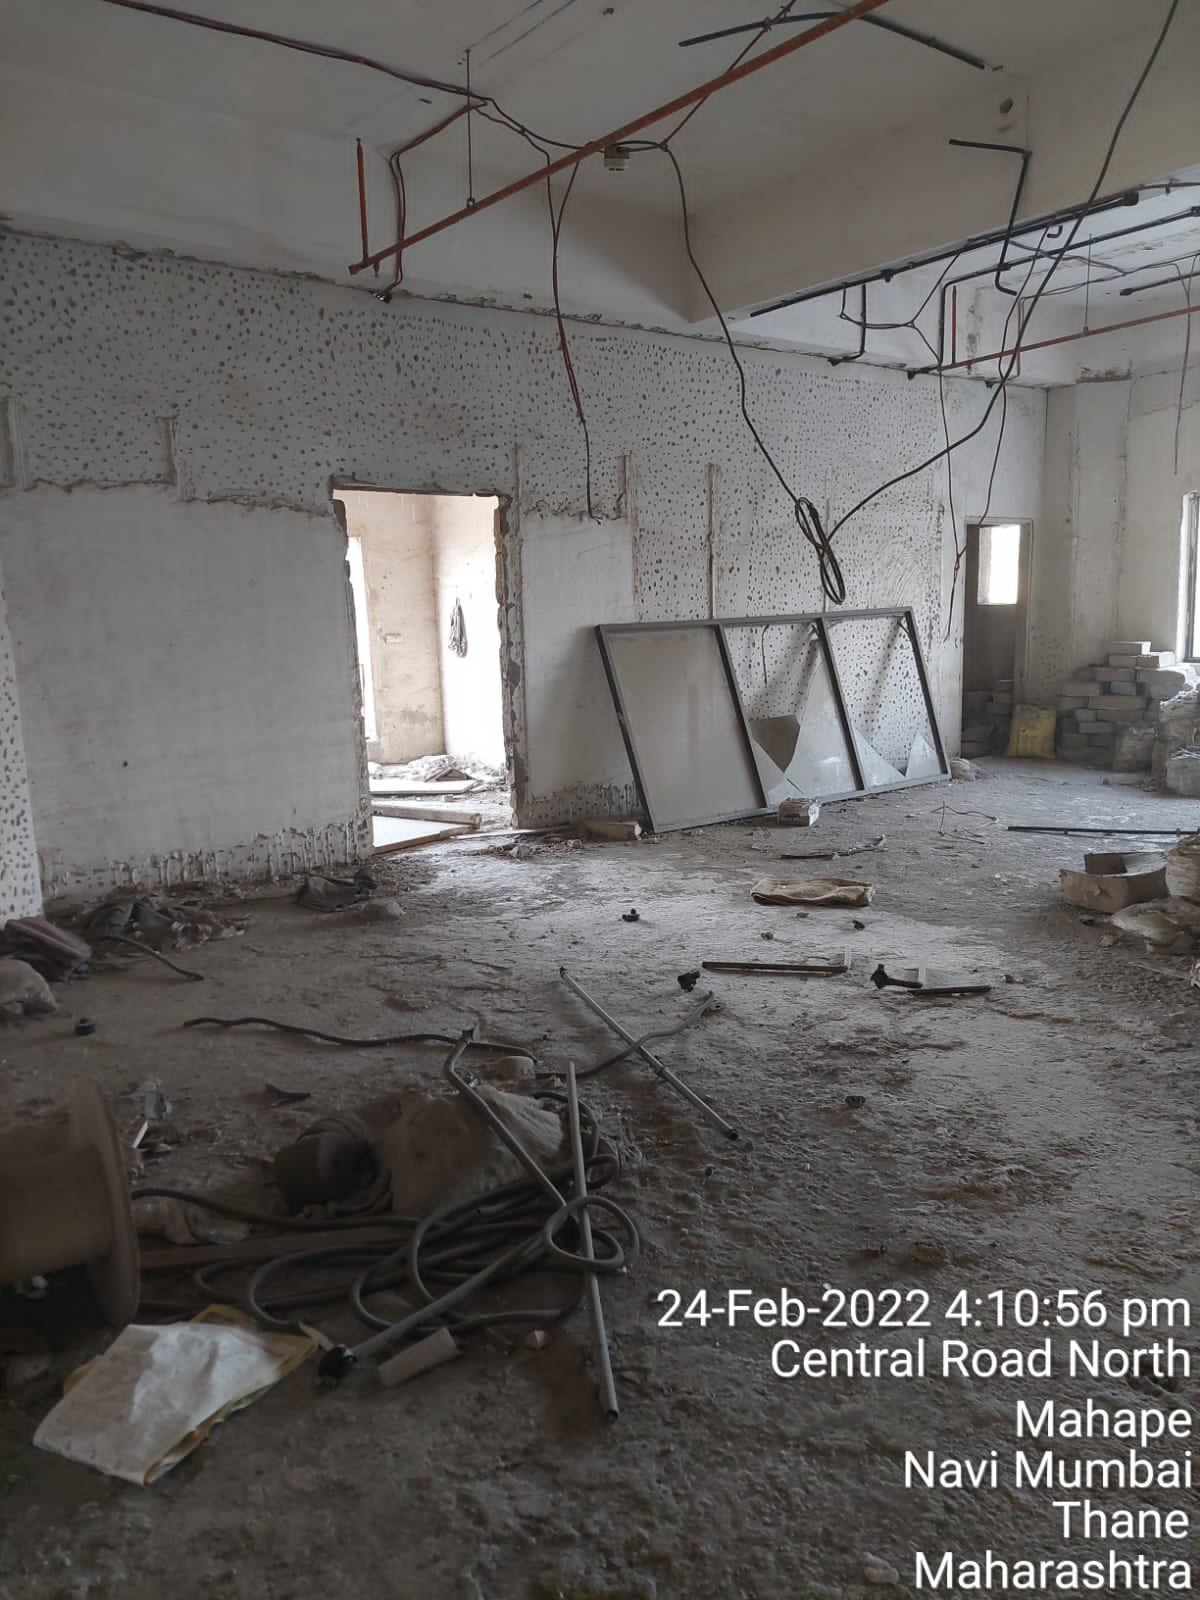 24-Feb-2022 4:10:56 pm
Central Road North
Mahape
Navi Mumbai
Thane
Maharashtra